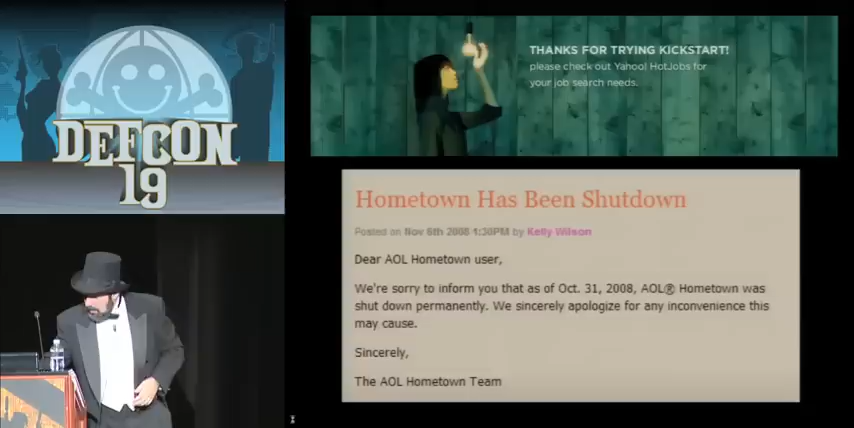 DEFCON
19
THANKS FOR TRYING KICKSTART!
please check out Yahoo! HotJobs for
your job search needs.
Hometown Has Been Shutdown
Posted on Nov 6th 2008 4:30PM by Kelly Wilson
Dear AOL Hometown user,
We're sorry to inform you that as of Oct. 31, 2008, AOL® Hometown was
shut down permanently. We sincerely apologize for any inconvenience this
may cause.
Sincerely,
The AOL Hometown Team